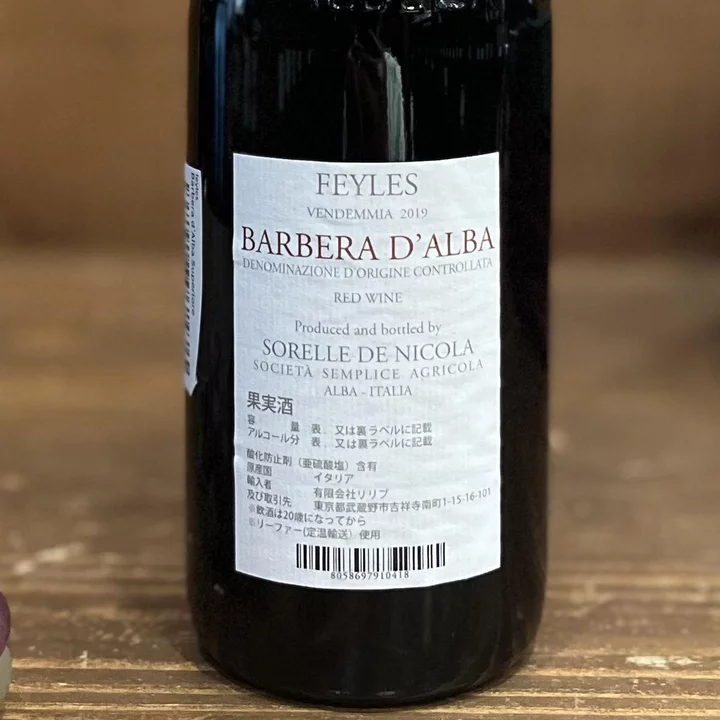 FEYLES
VENDEMMIA 2019
BARBERA D'ALBA
DENOMINAZIONE D'ORIGINE CONTROLLATA
RED WINE
Produced and bottled by
SORELLE DE NICOLA
SOCIETÀ SEMPLICE AGRICOLA
ALBA - ITALIA
果実酒
容　　量 表．又は裏ラベルに記載
アルコール分 表．又は裏ラベルに記載
酸化防止剤（亜硫酸塩）含有
原産国 イタリア
輸入者 有限会社リリプ
及び取引先 東京都武蔵野市吉祥寺南町1-15-16-101
※飲酒は20歳になってから
※リーファー(定温輸送）使用
8058697910418
feyles
Barbera d'Alba Superiore